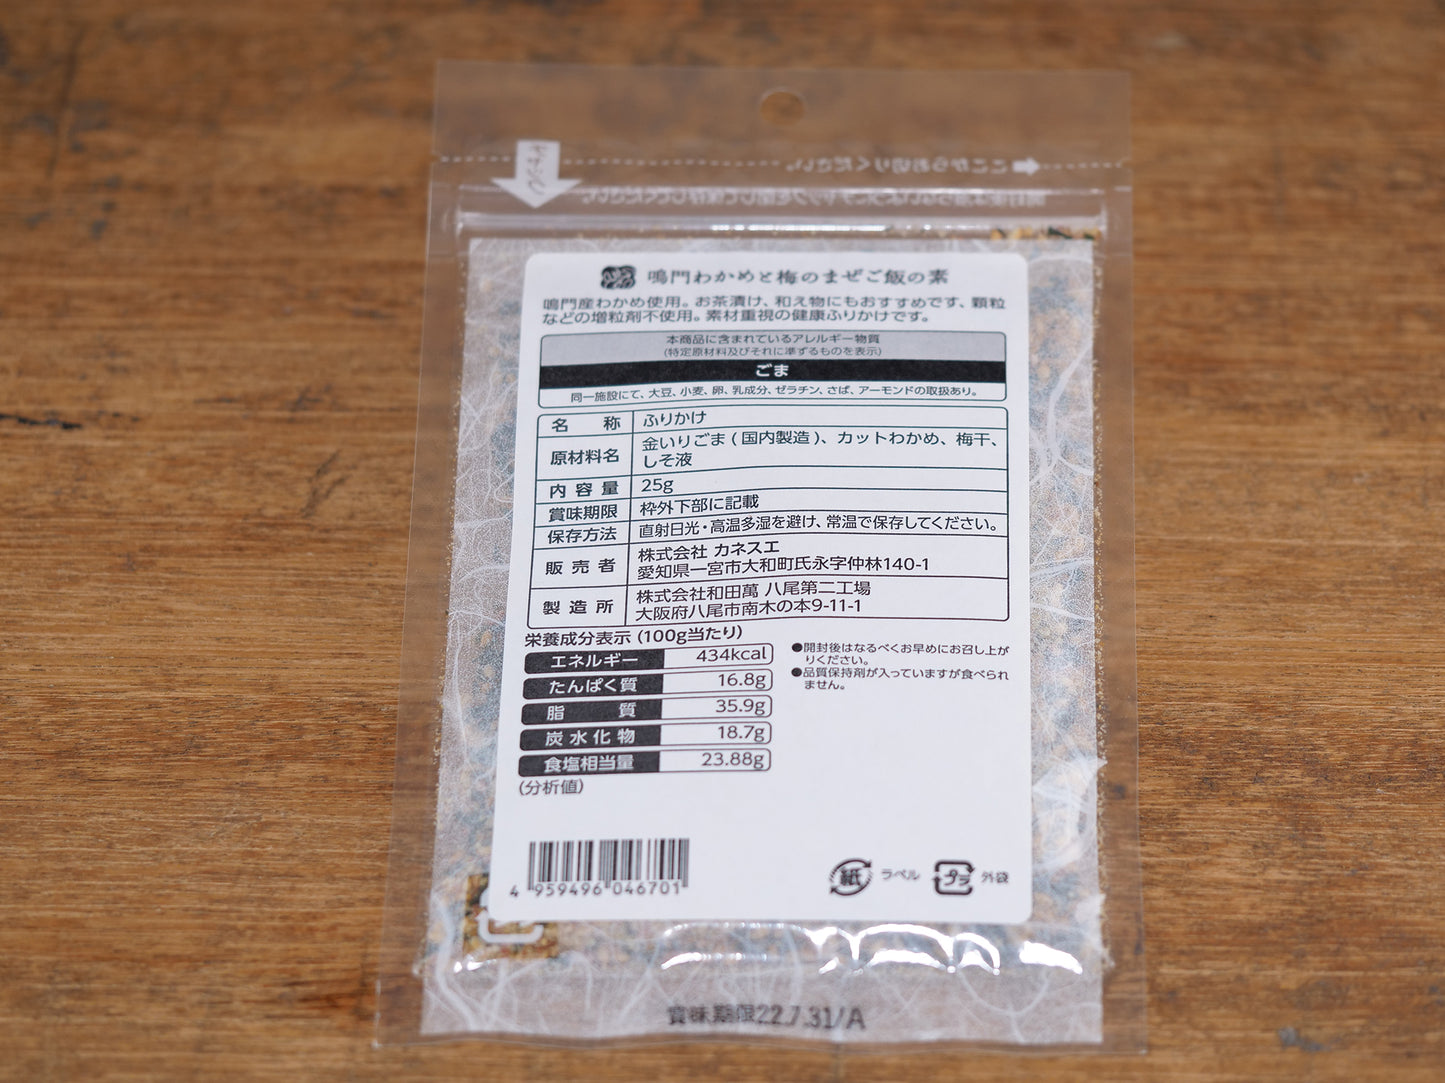 チャック
ここからお切りください。
鳴門わかめと梅のまぜご飯の素
鳴門産わかめ使用。お茶漬け、和え物にもおすすめです、顆粒
などの増粒剤不使用。素材重視の健康ふりかけです。
本商品に含まれているアレルギー物質
(特定原材料及びそれに準ずるものを表示)
ごま
同一施設にて、大豆、小麦、卵、乳成分、ゼラチン、さば、アーモンドの取扱あり。
名称 ふりかけ
原材料名 金いりごま(国内製造)、カットわかめ、梅干、
しそ液
内容量 25g
賞味期限 枠外下部に記載
保存方法 直射日光・高温多湿を避け、常温で保存してください。
販売者 株式会社 カネスエ
愛知県一宮市大和町氏永字仲林140-1
製造所 株式会社和田萬 八尾第二工場
大阪府八尾市南木の本9-11-1
栄養成分表示(100g当たり)
エネルギー 434kcal
たんぱく質 16.8g
脂質 35.9g
炭水化物 18.7g
食塩相当量 23.88g
(分析値)
●開封後はなるべくお早めにお召し上が
りください。
●品質保持剤が入っていますが食べられ
ません。
4 959496 046701
紙 ラベル プラ 外袋
賞味期限22.7.31/A